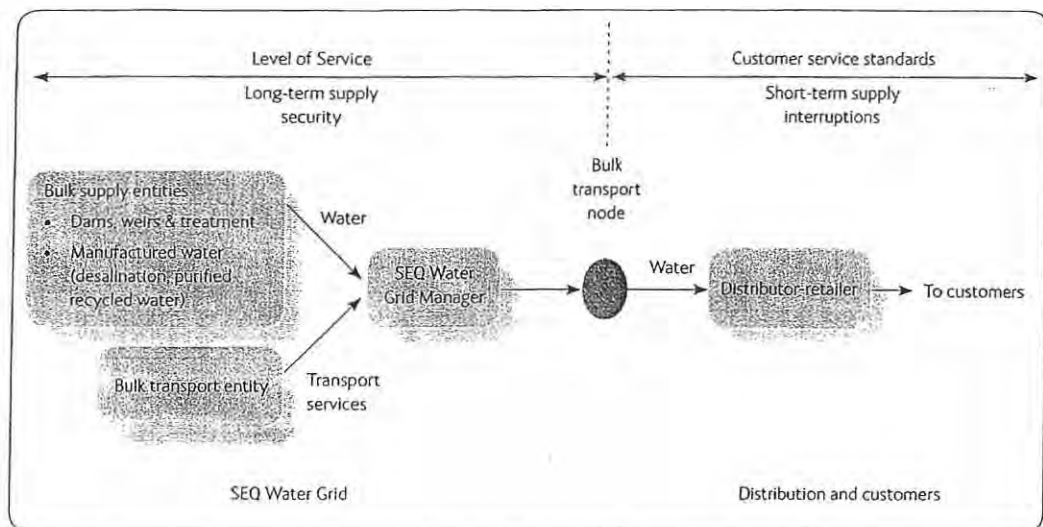 Level of Service
Customer service standards
Long-term supply
security
Short-term supply
interruptions
Bulk
transport
node
Bulk supply entities
• Dams, weirs & treatment
• Manufactured water
(desalination, purified
recycled water)
Water
SEQ Water
Grid Manager
Water
Distributor-retailer
To customers
Bulk transport entity
Transport
services
SEQ Water Grid
Distribution and customers